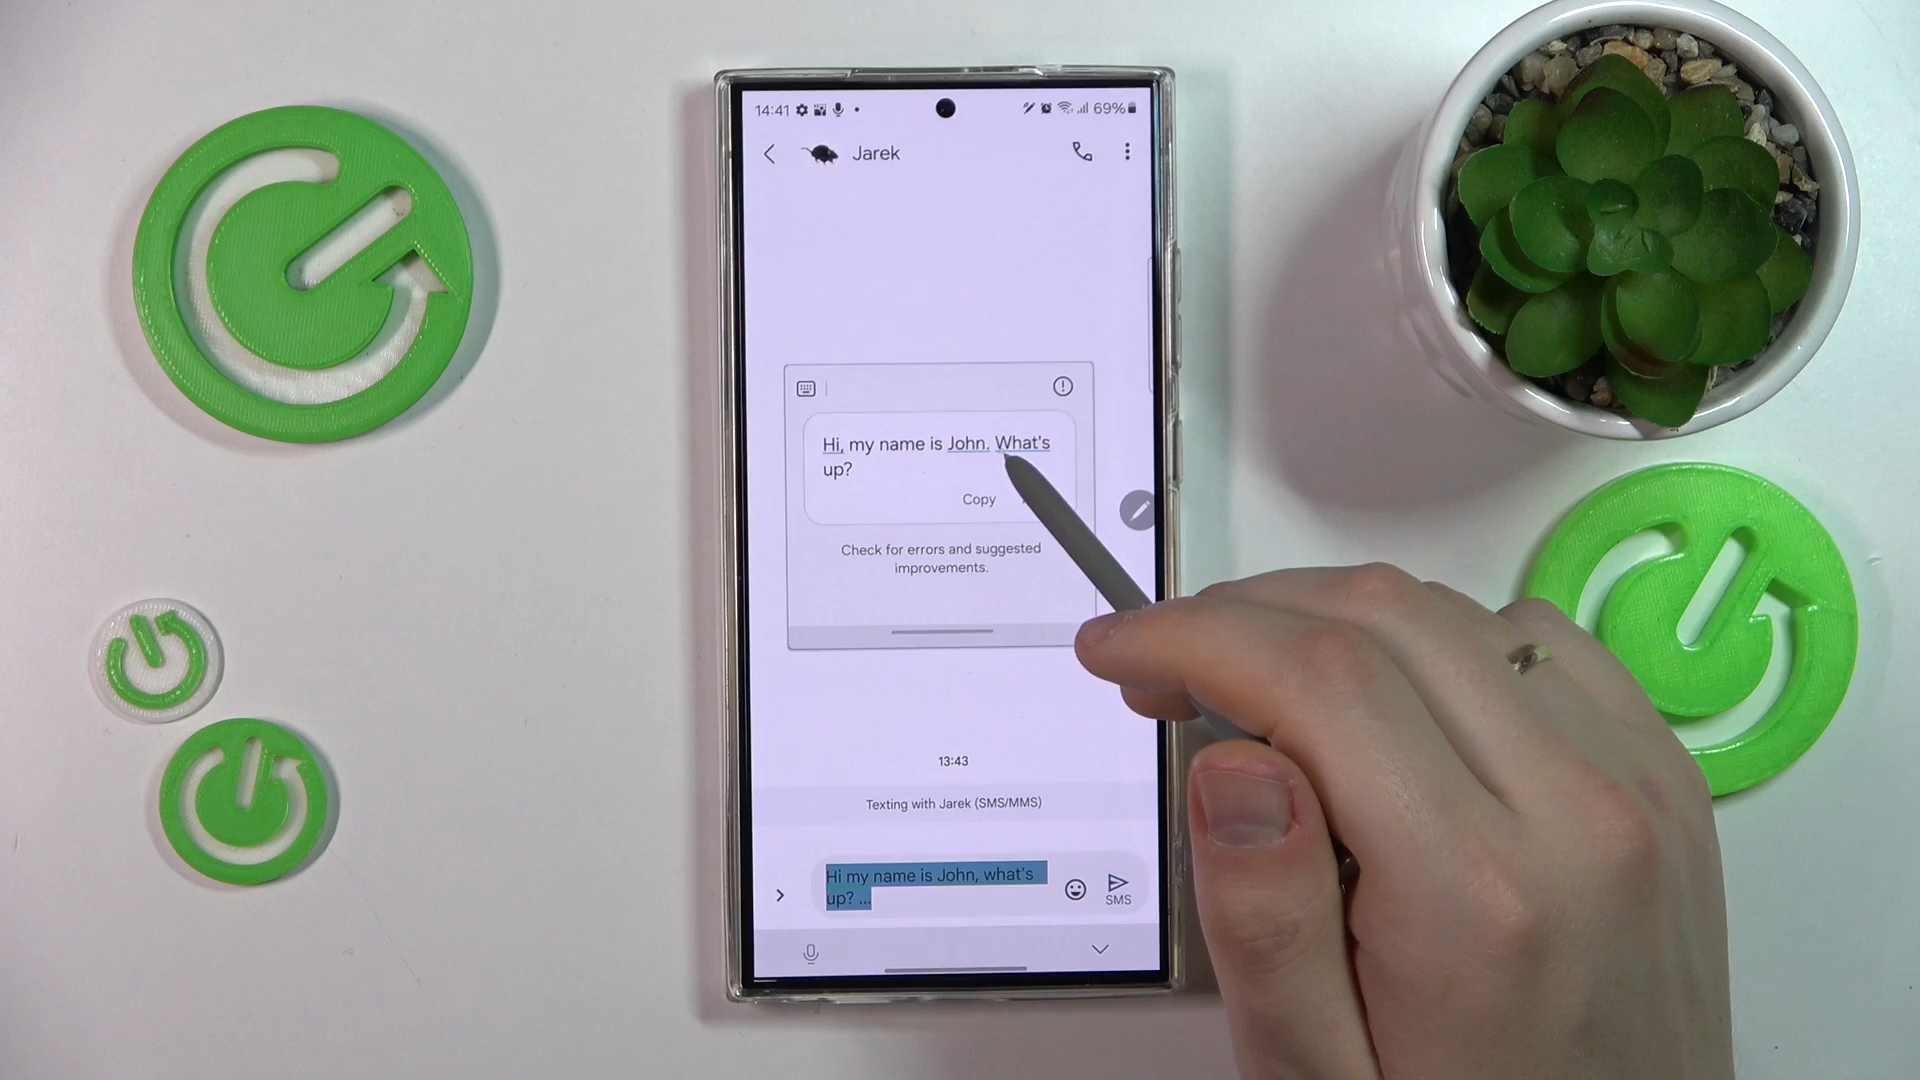 14:41 69%
Jarek
Hi, my name is John. What's
up?
Copy
Check for errors and suggested
improvements.
13:43
Texting with Jarek (SMS/MMS)
Hi my name is John, what's
up? ...
SMS